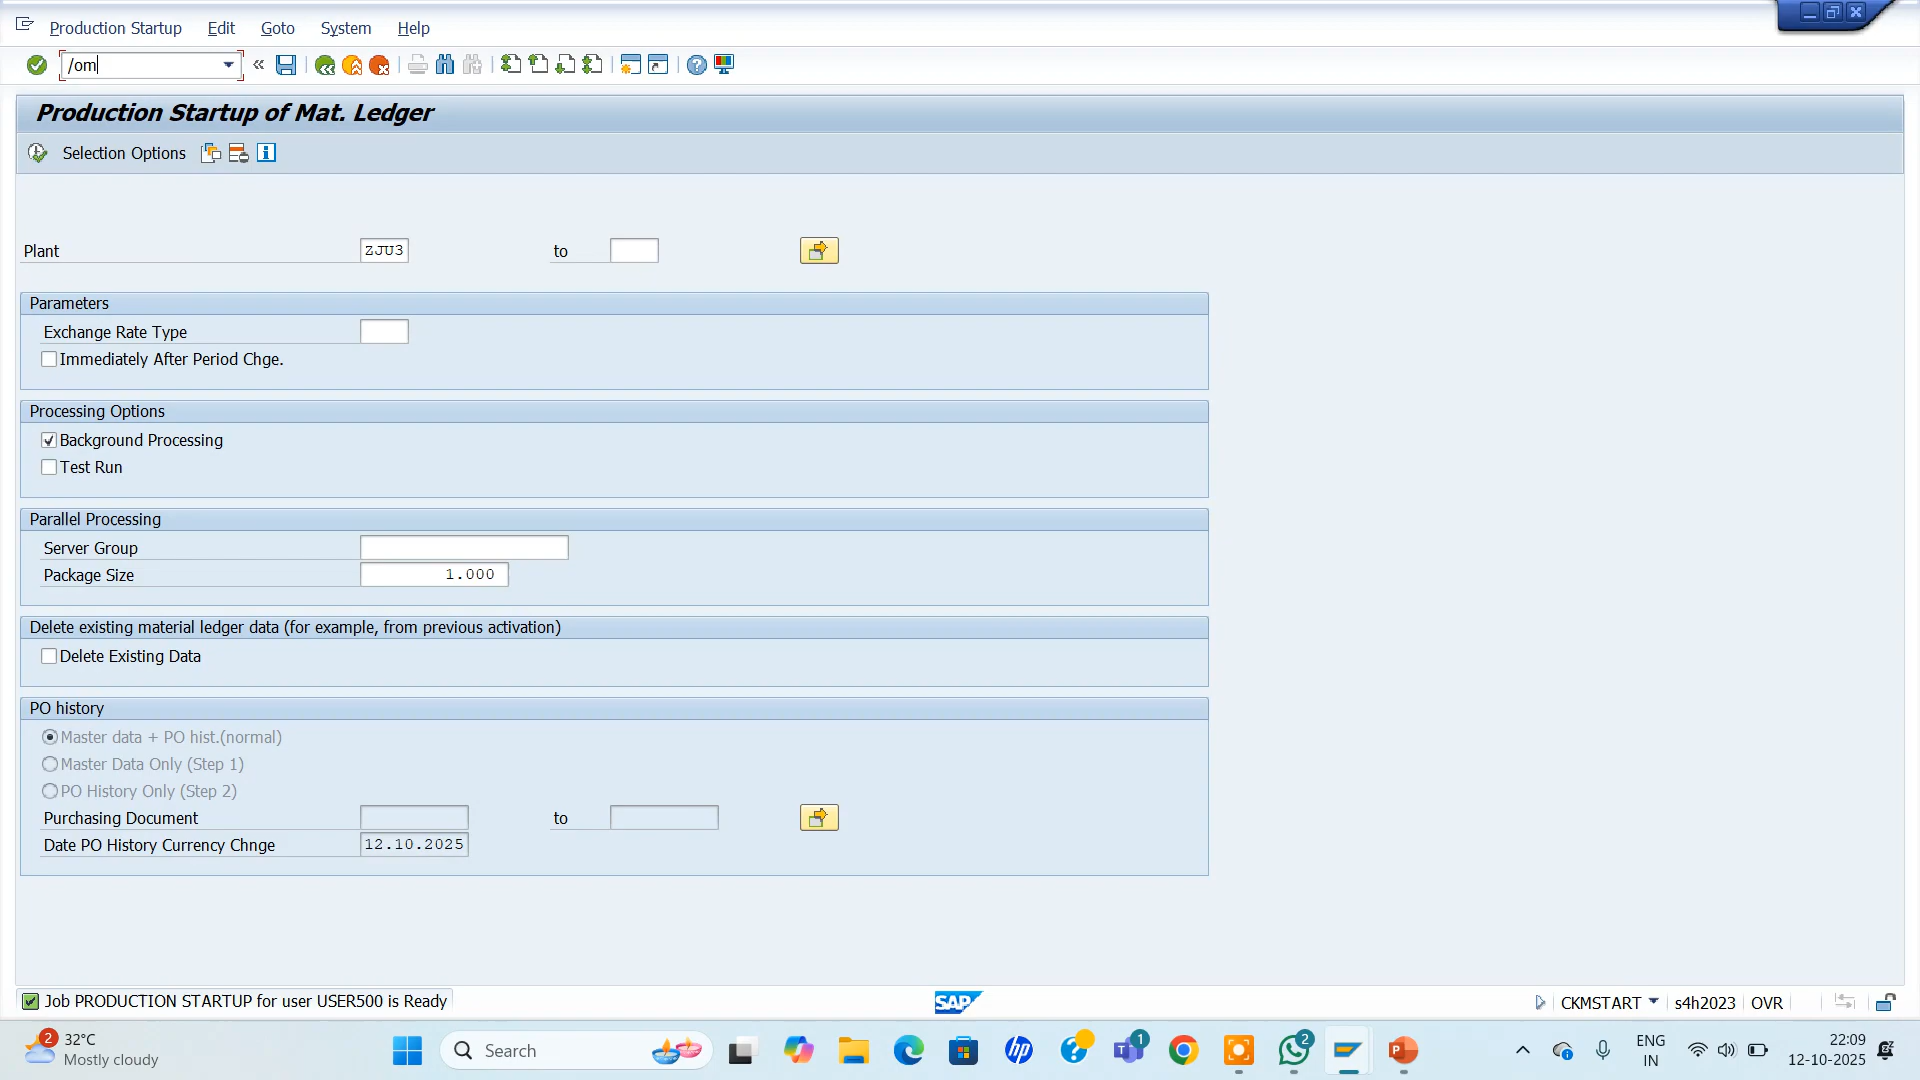 Production Startup Edit Goto System Help
/om
Production Startup of Mat. Ledger
Selection Options
Plant ZJU3 to
Parameters
Exchange Rate Type
Immediately After Period Chge.
Processing Options
Background Processing
Test Run
Parallel Processing
Server Group
Package Size 1.000
Delete existing material ledger data (for example, from previous activation)
Delete Existing Data
PO history
Master data + PO hist.(normal)
Master Data Only (Step 1)
PO History Only (Step 2)
Purchasing Document to
Date PO History Currency Chnge 12.10.2025
Job PRODUCTION STARTUP for user USER500 is Ready
SAP
CKMSTART s4h2023 OVR
2
32°C
Mostly cloudy
Search
hp
1
2
ENG
IN
22:09
12-10-2025